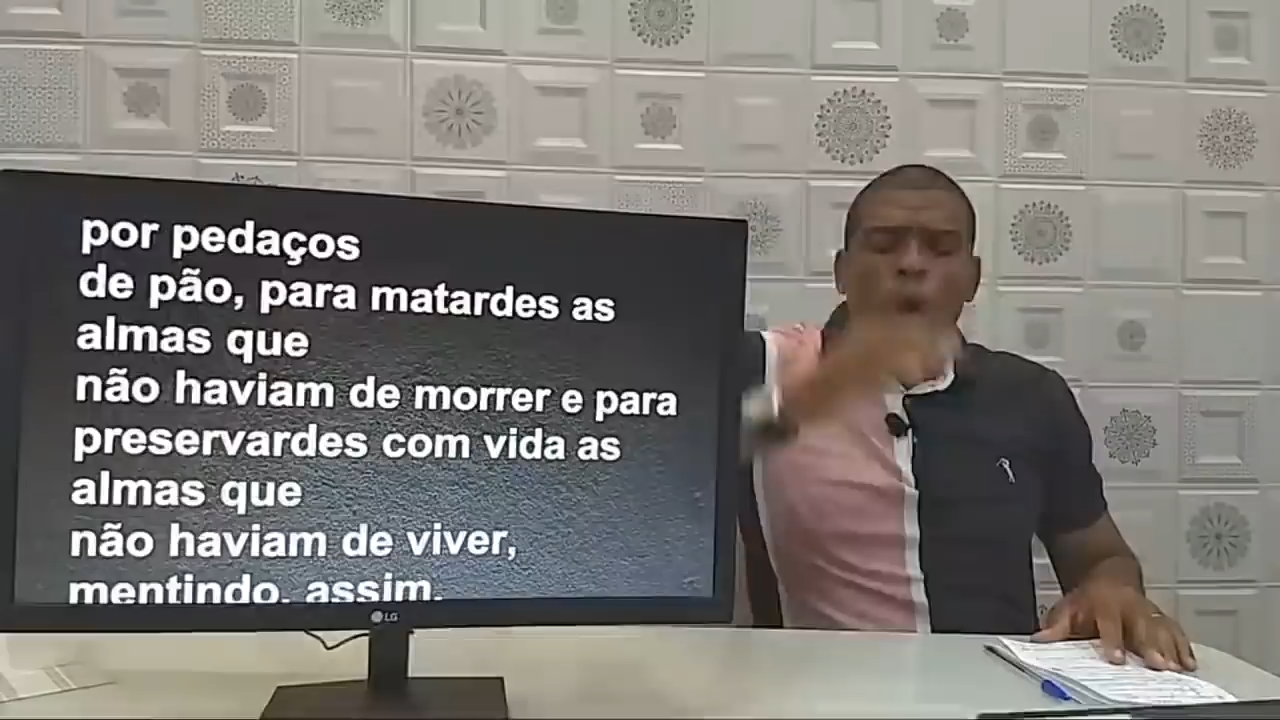 por pedaços
de pão, para matardes as
almas que
não haviam de morrer e para
preservardes com vida as
almas que
não haviam de viver,
mentindo, assim,
LG